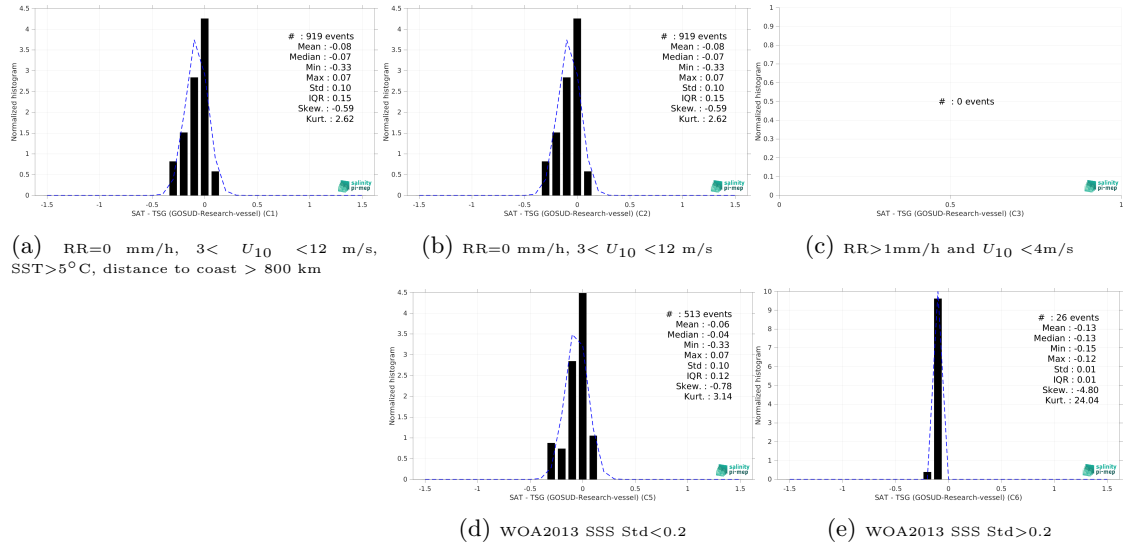 4.5
4
3.5
3
2.5
2
1.5
1
0.5
0
Normalized histogram
# : 919 events
Mean : -0.08
Median : -0.07
Min : -0.33
Max : 0.07
Std : 0.10
IQR : 0.15
Skew. : -0.59
Kurt. : 2.62
salinity
pi-mep
-1.5 -1 -0.5 0 0.5 1 1.5
SAT - TSG (GOSUD-Research-vessel) (C1)
(a) RR=0 mm/h, 3< U10 <12 m/s,
SST>5°C, distance to coast > 800 km
4.5
4
3.5
3
2.5
2
1.5
1
0.5
0
Normalized histogram
# : 919 events
Mean : -0.08
Median : -0.07
Min : -0.33
Max : 0.07
Std : 0.10
IQR : 0.15
Skew. : -0.59
Kurt. : 2.62
salinity
pi-mep
-1.5 -1 -0.5 0 0.5 1 1.5
SAT - TSG (GOSUD-Research-vessel) (C2)
(b) RR=0 mm/h, 3< U10 <12 m/s
1
0.9
0.8
0.7
0.6
0.5
0.4
0.3
0.2
0.1
0
Normalized histogram
# : 0 events
salinity
pi-mep
0 0.5 1
SAT - TSG (GOSUD-Research-vessel) (C3)
(c) RR>1mm/h and U10 <4m/s
4.5
4
3.5
3
2.5
2
1.5
1
0.5
0
Normalized histogram
# : 513 events
Mean : -0.06
Median : -0.04
Min : -0.33
Max : 0.07
Std : 0.10
IQR : 0.12
Skew. : -0.78
Kurt. : 3.14
salinity
pi-mep
-1.5 -1 -0.5 0 0.5 1 1.5
SAT - TSG (GOSUD-Research-vessel) (C5)
(d) WOA2013 SSS Std<0.2
10
9
8
7
6
5
4
3
2
1
0
Normalized histogram
# : 26 events
Mean : -0.13
Median : -0.13
Min : -0.15
Max : -0.12
Std : 0.01
IQR : 0.01
Skew. : -4.80
Kurt. : 24.04
salinity
pi-mep
-1.5 -1 -0.5 0 0.5 1 1.5
SAT - TSG (GOSUD-Research-vessel) (C6)
(e) WOA2013 SSS Std>0.2